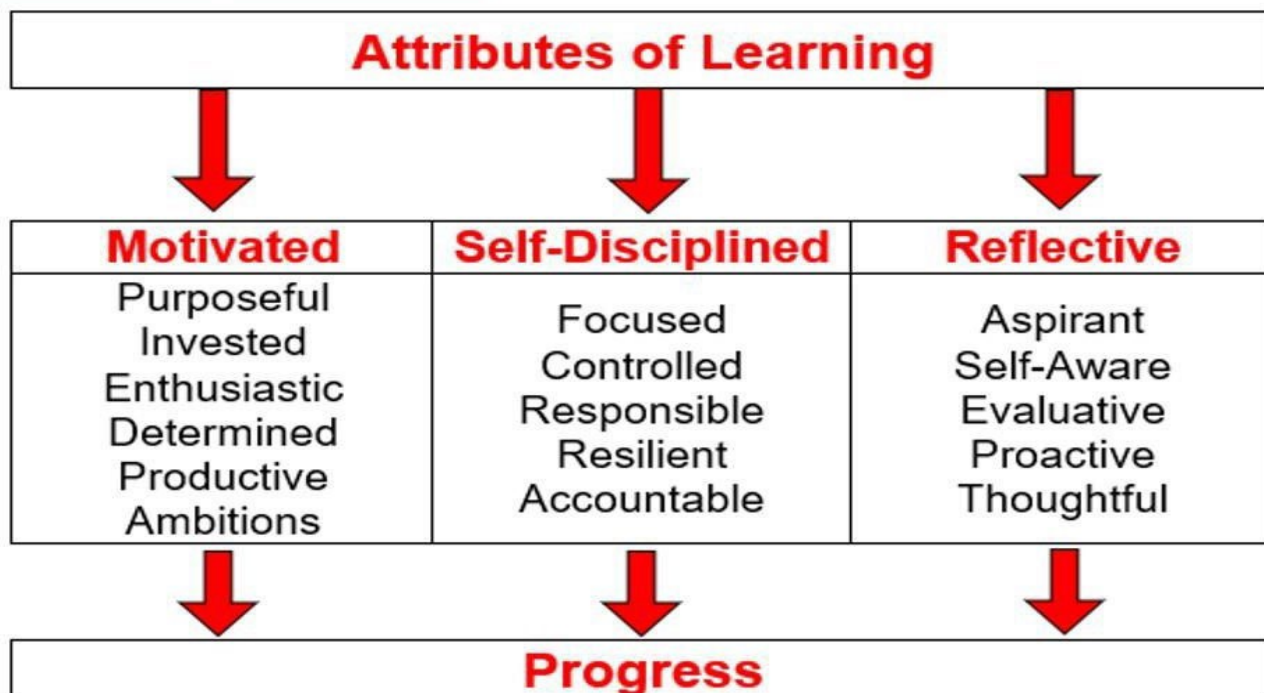 Attributes of Learning
Motivated
Purposeful
Invested
Enthusiastic
Determined
Productive
Ambitions
Self-Disciplined
Focused
Controlled
Responsible
Resilient
Accountable
Reflective
Aspirant
Self-Aware
Evaluative
Proactive
Thoughtful
Progress